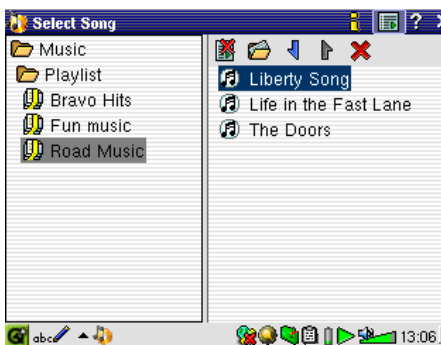 Select Song
?
Music
Playlist
Bravo Hits
Fun music
Road Music
Liberty Song
Life in the Fast Lane
The Doors
abc
13:06